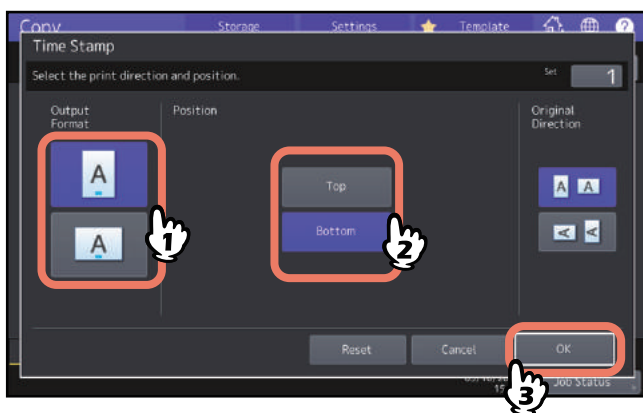 Copy Storage Settings Template ?
Time Stamp
Select the print direction and position. Set 1
Output
Format
Position
Original
Direction
A
A
Top
Bottom
A A
A A
1
2
Reset Cancel OK
Job Status
3